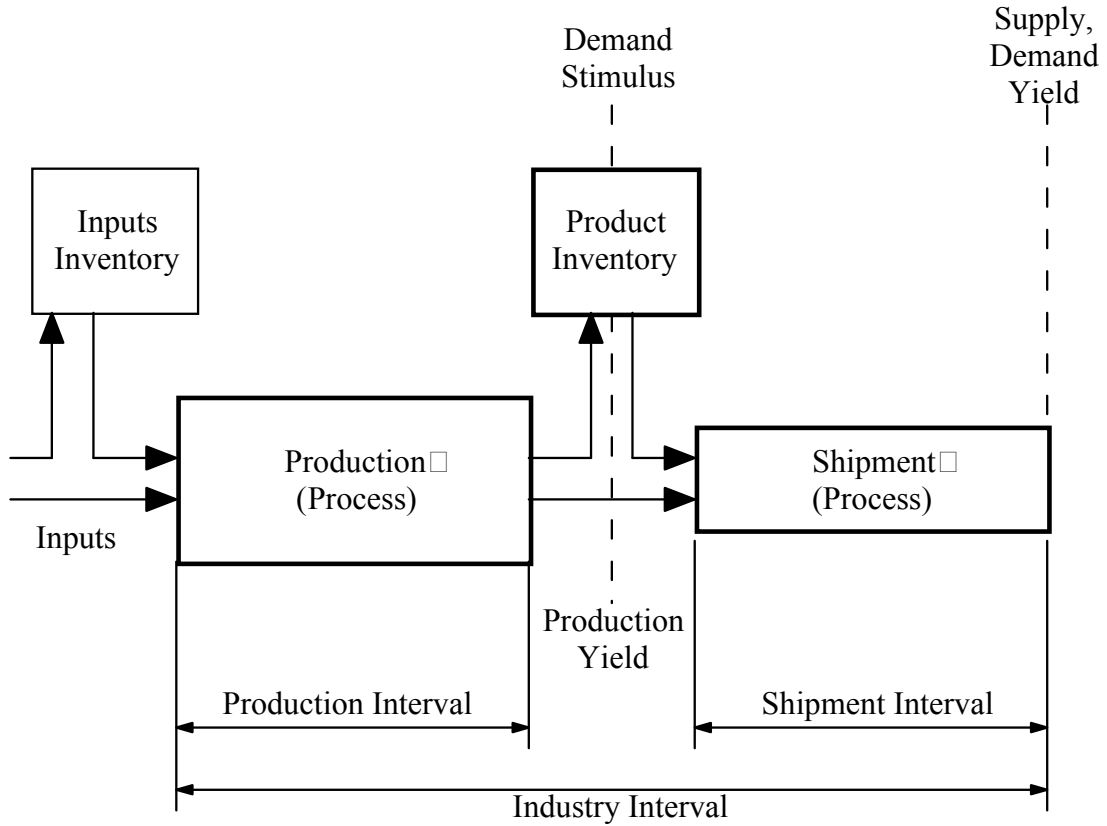 Demand
Stimulus
Supply,
Demand
Yield
Inputs
Inventory
Product
Inventory
Production□
(Process)
Shipment□
(Process)
Inputs
Production
Yield
Production Interval
Shipment Interval
Industry Interval